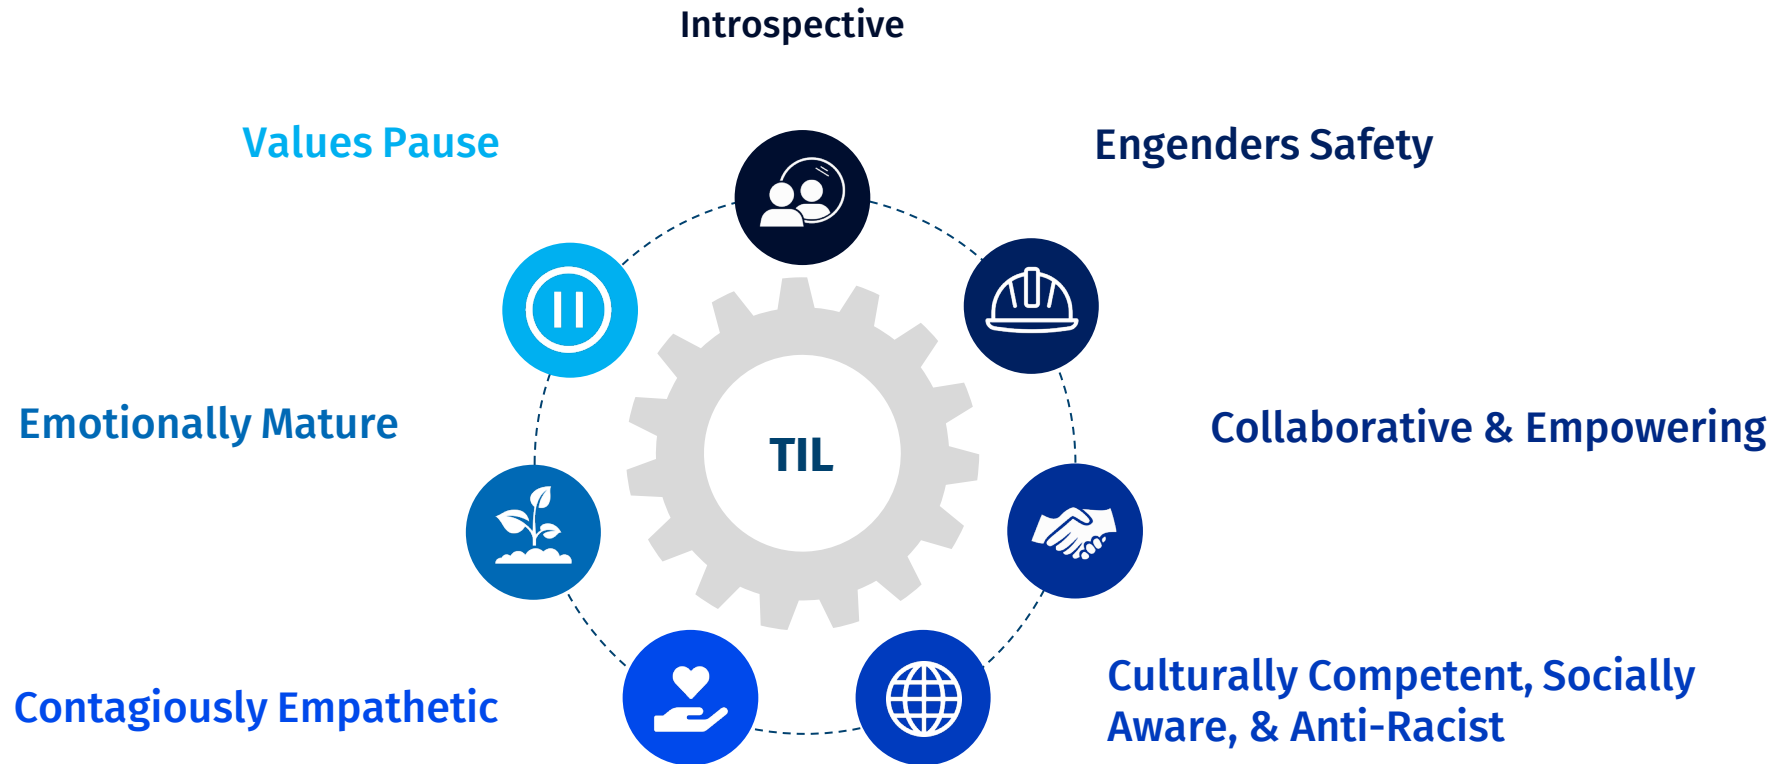 Introspective
Values Pause
Engenders Safety
Emotionally Mature
Collaborative & Empowering
TIL
Contagiously Empathetic
Culturally Competent, Socially
Aware, & Anti-Racist